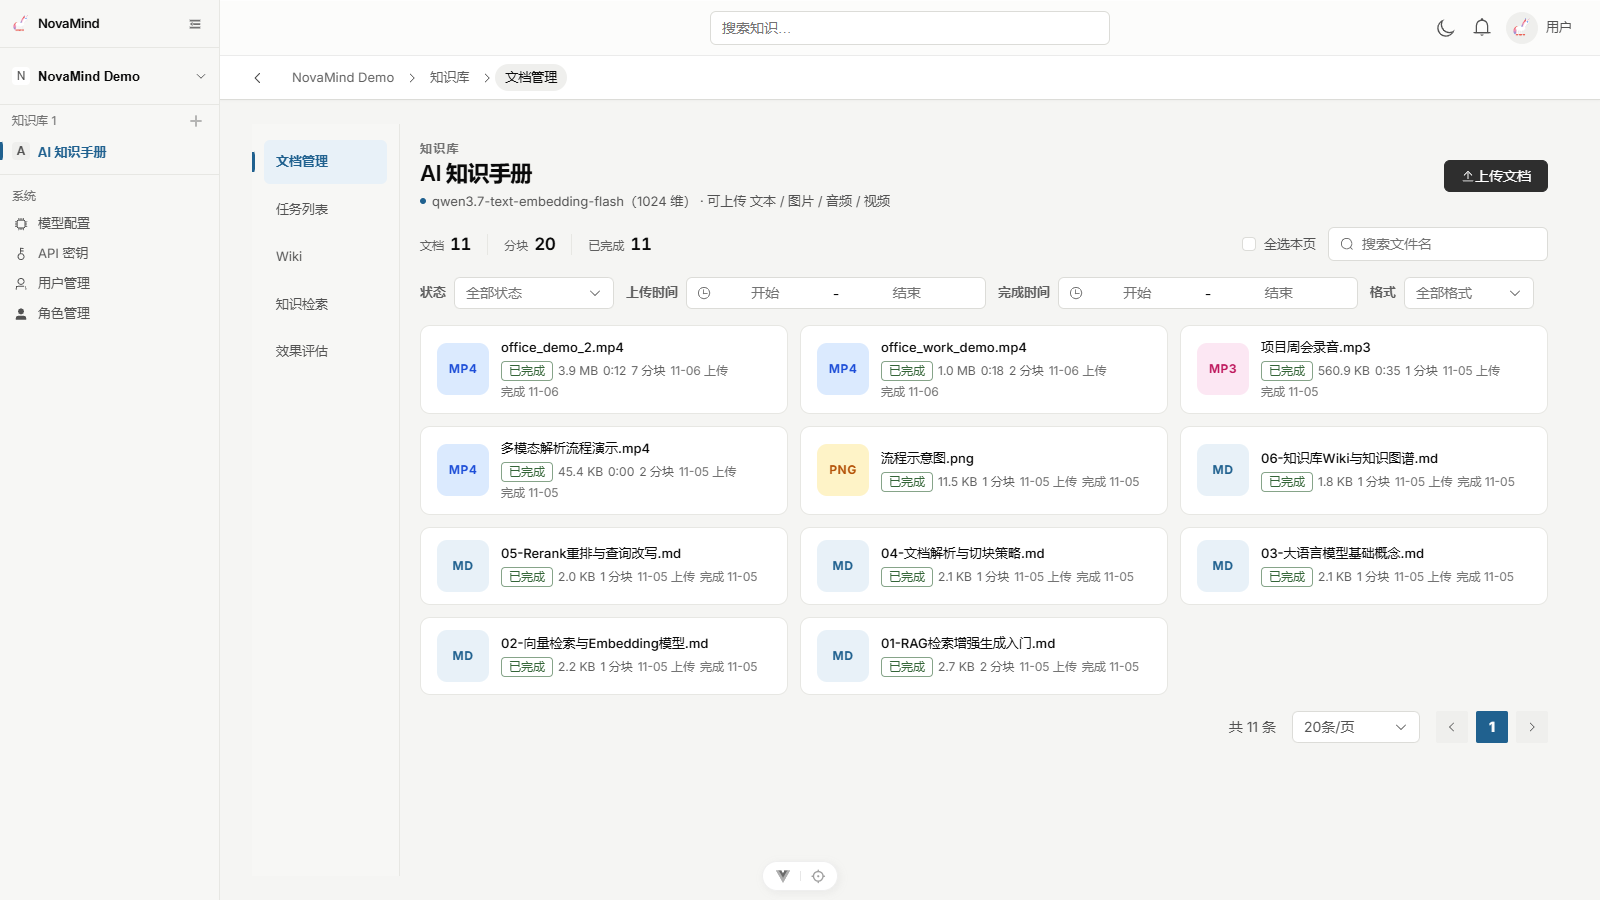 NovaMind
搜索知识...
用户
N NovaMind Demo
NovaMind Demo > 知识库 > 文档管理
知识库 1
A AI 知识手册
系统
模型配置
API 密钥
用户管理
角色管理
文档管理
任务列表
Wiki
知识检索
效果评估
知识库
AI 知识手册
上传文档
qwen3.7-text-embedding-flash（1024 维） · 可上传 文本 / 图片 / 音频 / 视频
文档 11 分块 20 已完成 11
全选本页 搜索文件名
状态 全部状态 上传时间 开始 - 结束 完成时间 开始 - 结束 格式 全部格式
MP4
office_demo_2.mp4
已完成 3.9 MB 0:12 7 分块 11-06 上传
完成 11-06
MP4
office_work_demo.mp4
已完成 1.0 MB 0:18 2 分块 11-06 上传
完成 11-06
MP3
项目周会录音.mp3
已完成 560.9 KB 0:35 1 分块 11-05 上传
完成 11-05
MP4
多模态解析流程演示.mp4
已完成 45.4 KB 0:00 2 分块 11-05 上传
完成 11-05
PNG
流程示意图.png
已完成 11.5 KB 1 分块 11-05 上传 完成 11-05
MD
06-知识库Wiki与知识图谱.md
已完成 1.8 KB 1 分块 11-05 上传 完成 11-05
MD
05-Rerank重排与查询改写.md
已完成 2.0 KB 1 分块 11-05 上传 完成 11-05
MD
04-文档解析与切块策略.md
已完成 2.1 KB 1 分块 11-05 上传 完成 11-05
MD
03-大语言模型基础概念.md
已完成 2.1 KB 1 分块 11-05 上传 完成 11-05
MD
02-向量检索与Embedding模型.md
已完成 2.2 KB 1 分块 11-05 上传 完成 11-05
MD
01-RAG检索增强生成入门.md
已完成 2.7 KB 2 分块 11-05 上传 完成 11-05
共 11 条 20条/页 1